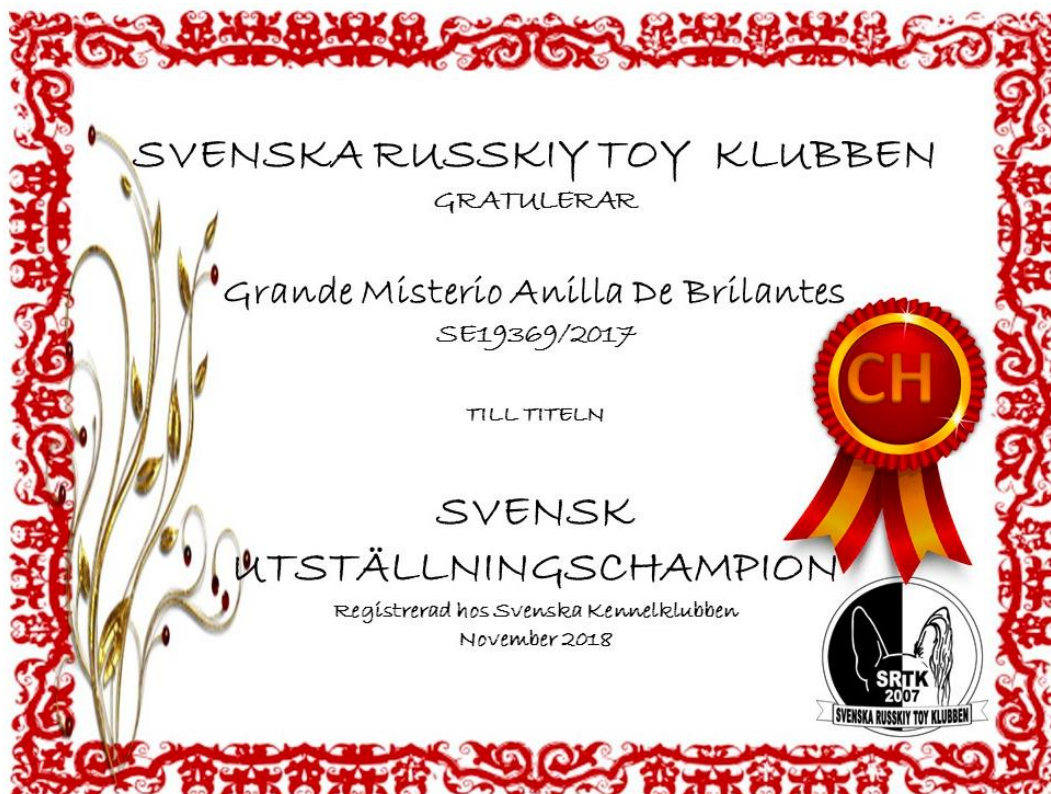 SVENSKA RUSSKIY TOY KLUBBEN
GRATULERAR
Grande Misterio Anilla De Brilantes
SE19369/2017
TILL TITELN
SVENSK
UTSTÄLLNINGSCHAMPION
Registrerad hos Svenska Kennelklubben
November 2018
CH
SRTK
2007
SVENSKA RUSSKIY TOY KLUBBEN